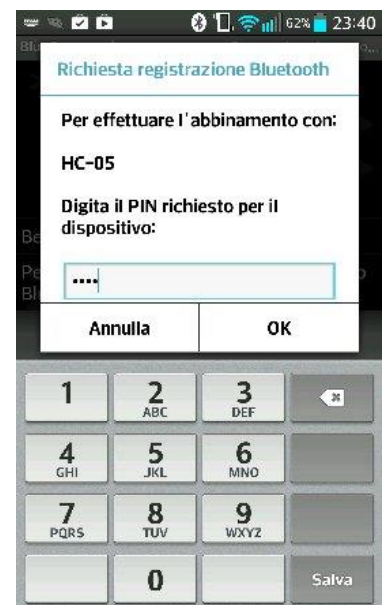 62% 23:40
Richiesta registrazione Bluetooth
Per effettuare l'abbinamento con:
HC-05
Digita il PIN richiesto per il
dispositivo:
••••
Annulla OK
1 2 3
ABC DEF
4 5 6
GHI JKL MNO
7 8 9
PQRS TUV WXYZ
0 Salva